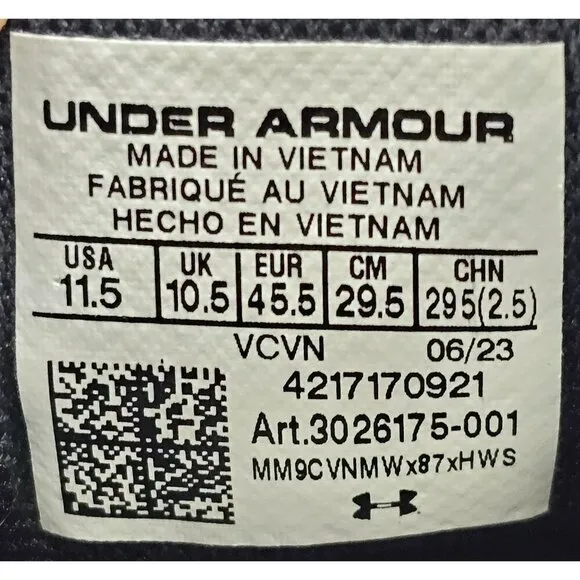 UNDER ARMOUR
MADE IN VIETNAM
FABRIQUÉ AU VIETNAM
HECHO EN VIETNAM
USA UK EUR CM CHN
11.5 10.5 45.5 29.5 295(2.5)
VCVN 06/23
4217170921
Art.3026175-001
MM9CVNMWx87xHWS